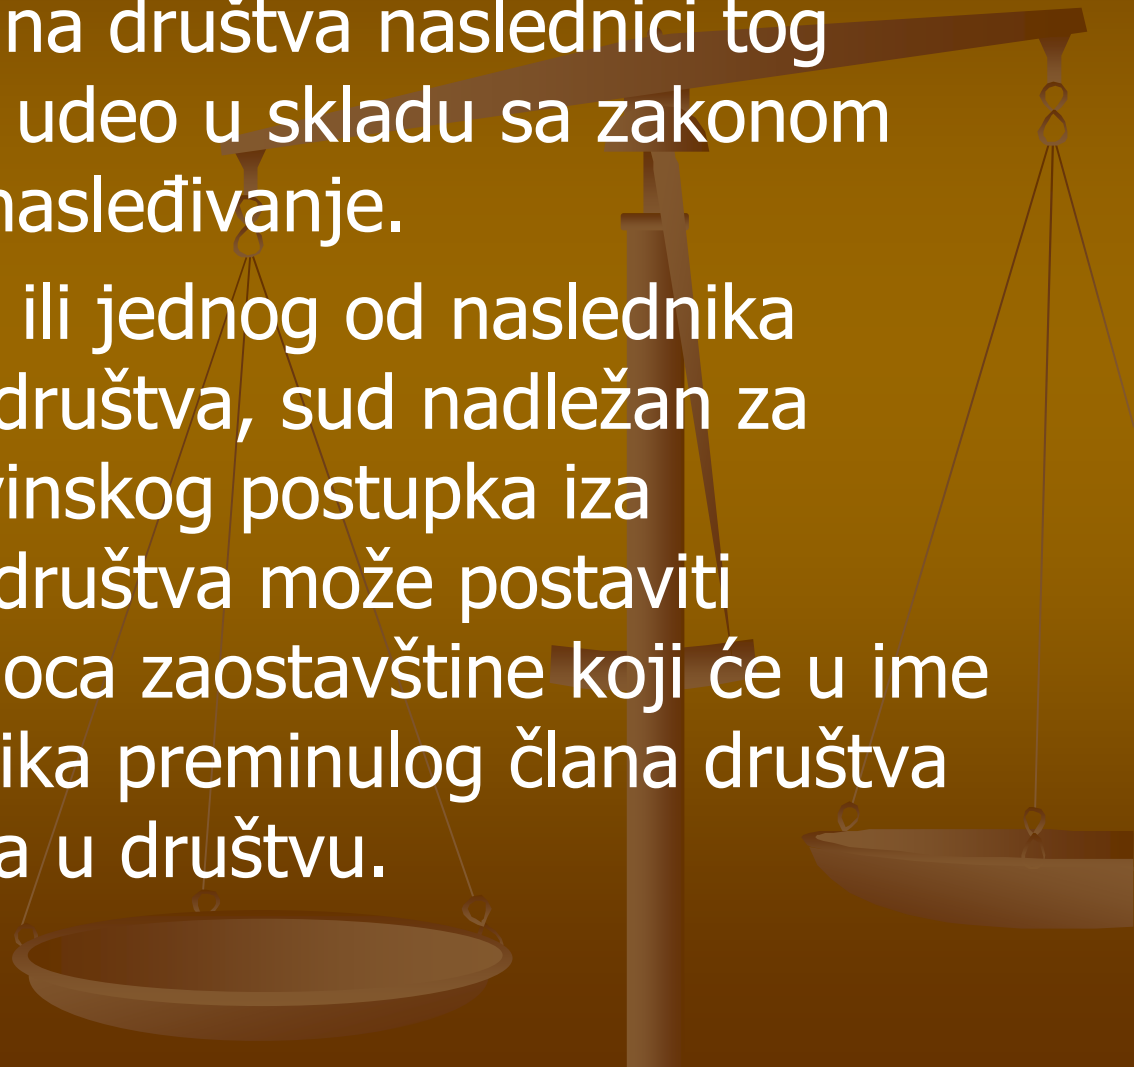 na društva naslednici tog
udeo u skladu sa zakonom
nasleđivanje.
ili jednog od naslednika
društva, sud nadležan za
vinskog postupka iza
društva može postaviti
oca zaostavštine koji će u ime
ika preminulog člana društva
a u društvu.